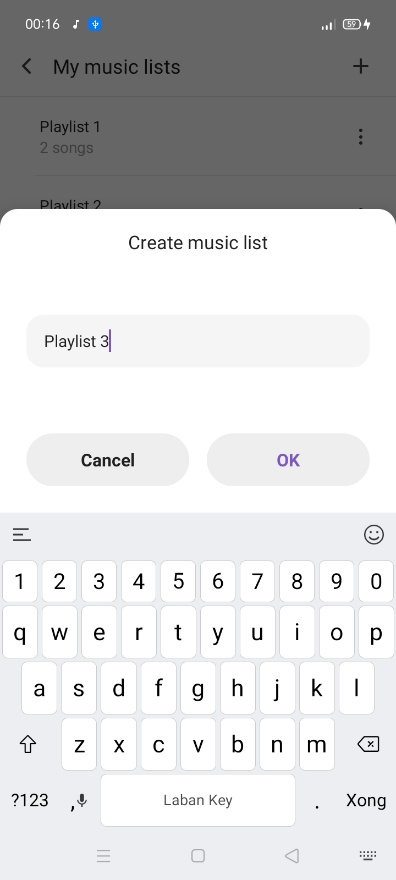 00:16
59
My music lists
Playlist 1
2 songs
Playlist 2
Create music list
Playlist 3
Cancel
OK
1 2 3 4 5 6 7 8 9 0
q w e r t y u i o p
a s d f g h j k l
z x c v b n m
?123 , Laban Key . Xong